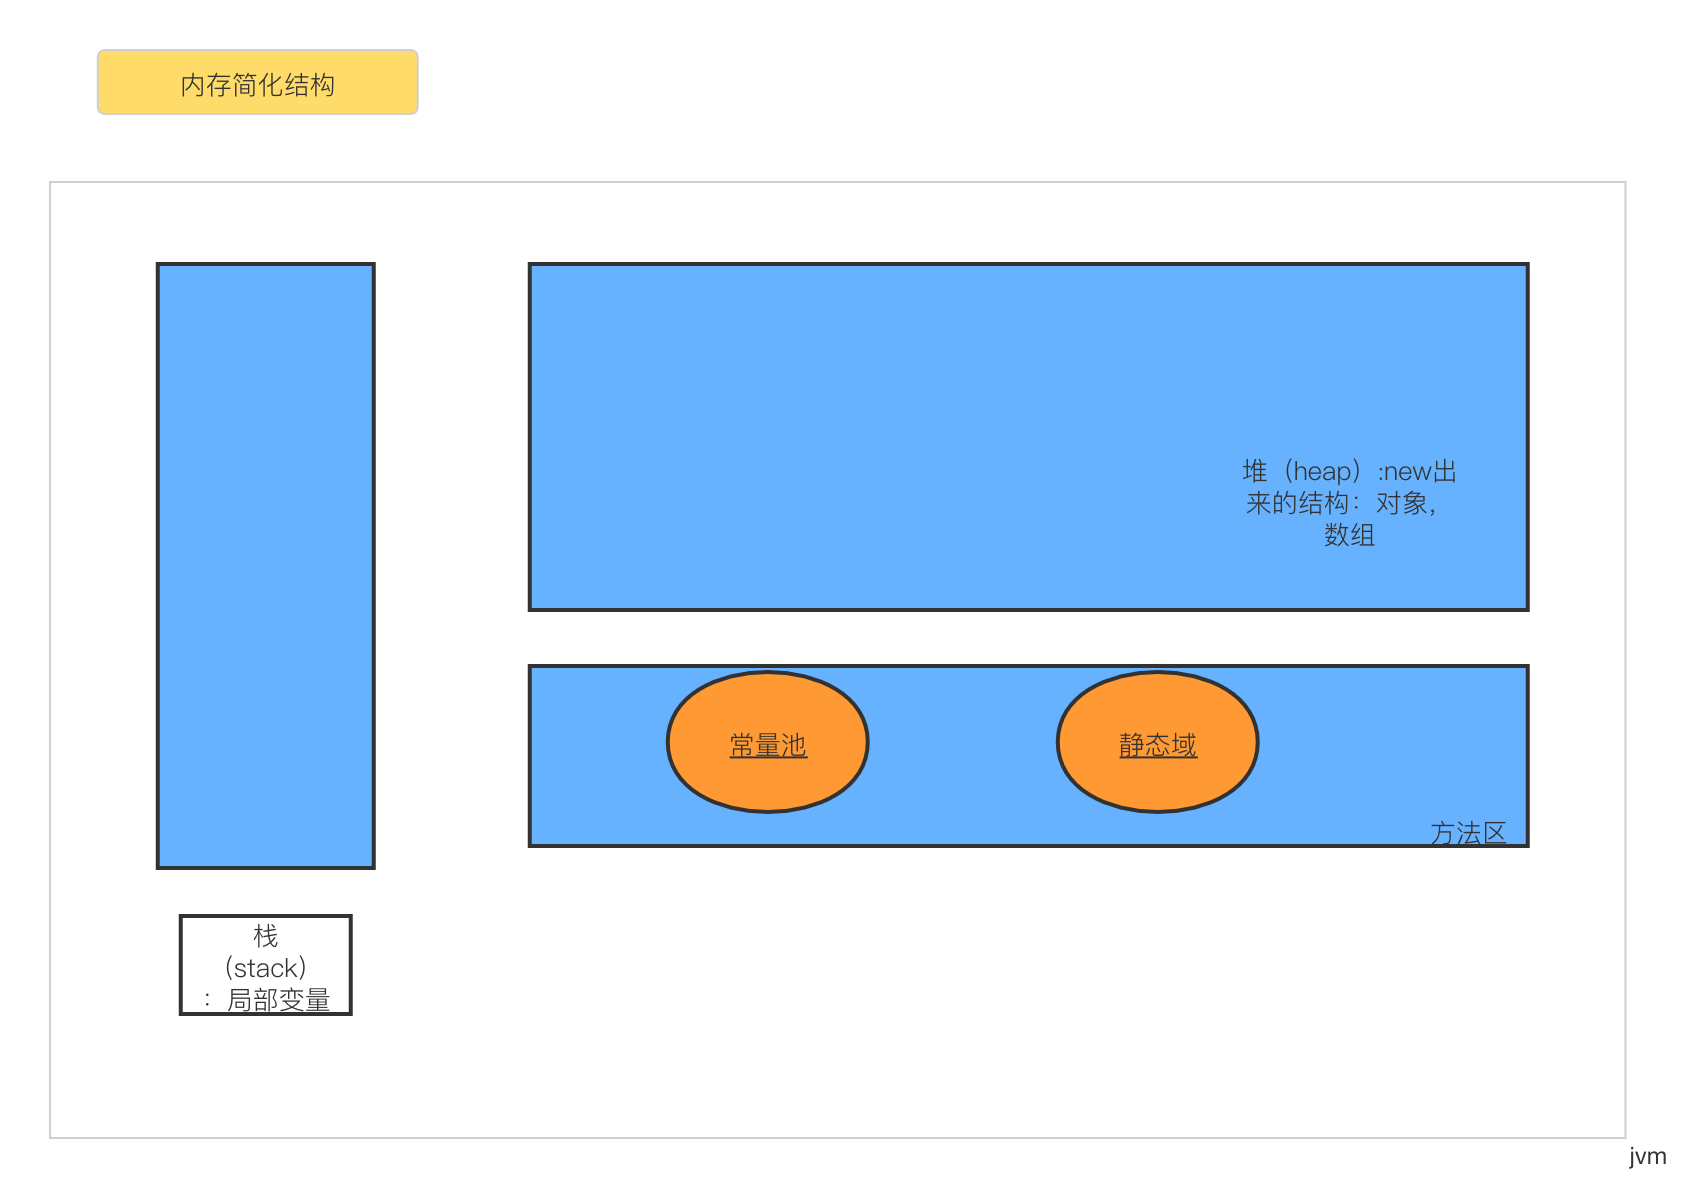 内存简化结构
堆（heap）:new出
来的结构：对象，
数组
常量池
静态域
方法区
栈
（stack）
：局部变量
jvm